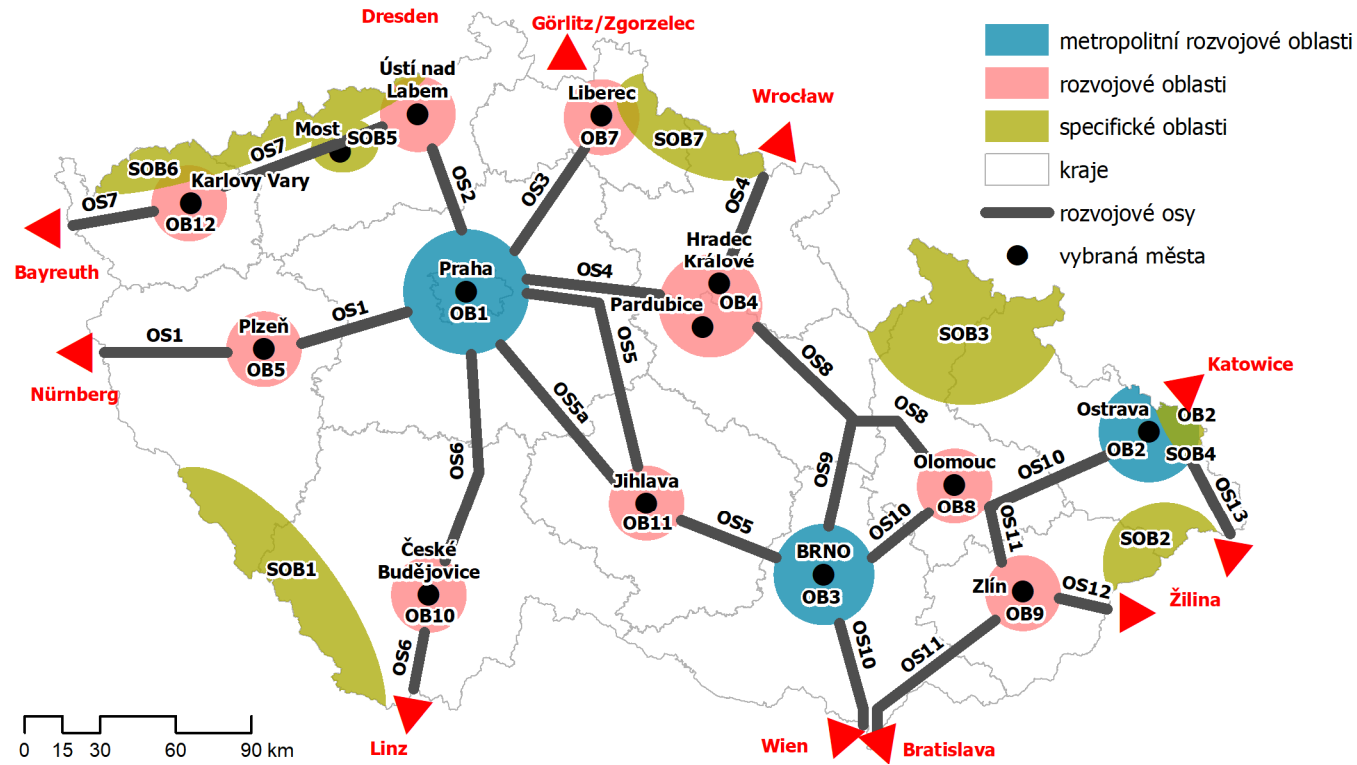 Dresden
Görlitz/Zgorzelec
metropolitní rozvojové oblasti
rozvojové oblasti
specifické oblasti
kraje
rozvojové osy
vybraná města
Ústí nad
Labem
Liberec
OB7
Wrocław
Most
SOB5
SOB7
OS7
SOB6
Karlovy Vary
OB12
OS7
Bayreuth
OS2
OS3
OS4
Hradec
Králové
OB4
Pardubice
Praha
OB1
OS4
OS5
OS1
Plzeň
OB5
OS1
Nürnberg
OS5a
OS8
OS8
SOB3
Katowice
Ostrava
OB2
OB2
SOB4
OS13
OS6
OS9
Olomouc
OB8
OS10
Jihlava
OB11
OS5
OS10
OS11
SOB2
SOB1
České
Budějovice
OB10
BRNO
OB3
Zlín
OB9
OS12
Žilina
OS6
OS10
OS11
Linz
Wien
Bratislava
0 15 30 60 90 km